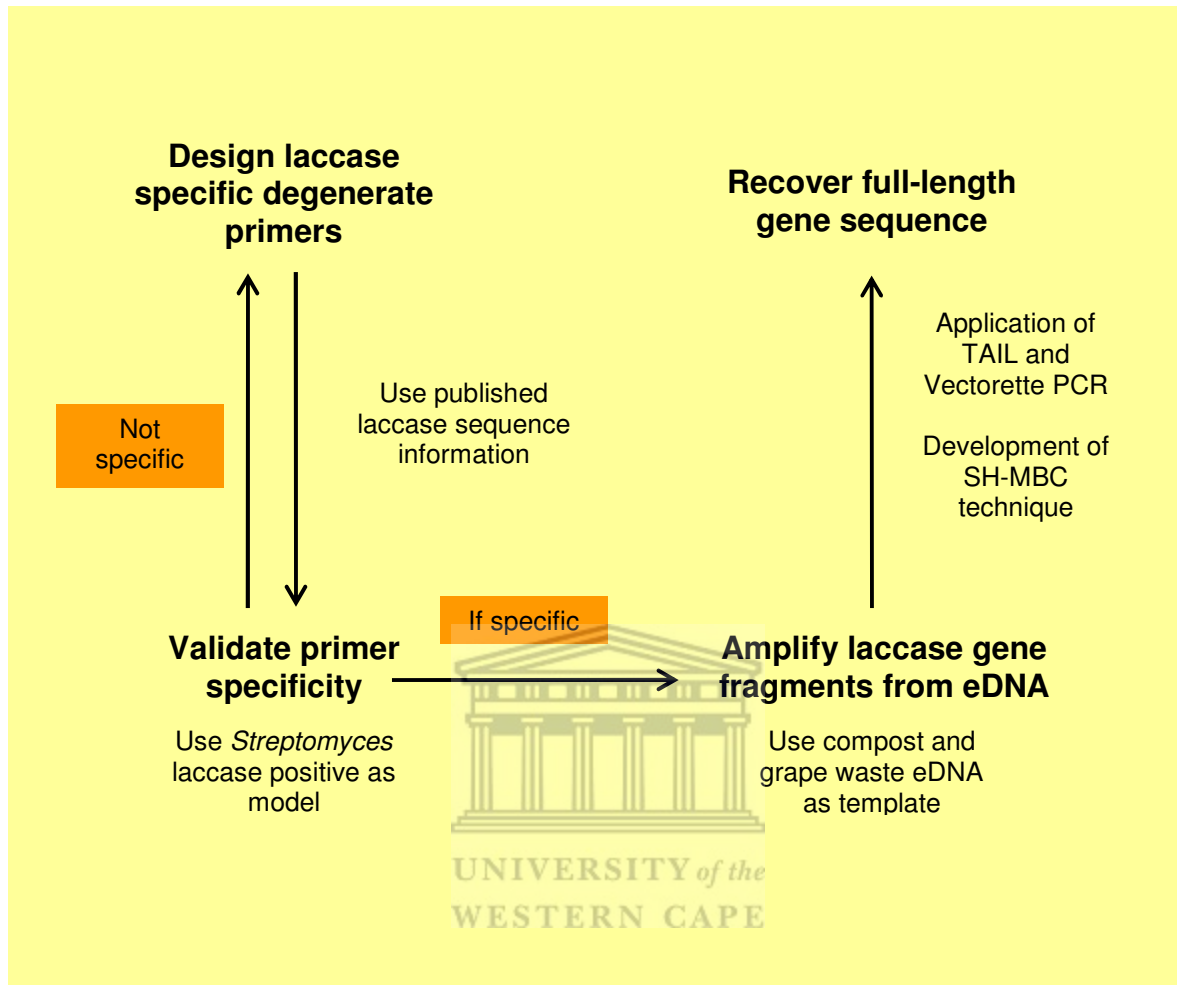 Design laccase
specific degenerate
primers
Recover full-length
gene sequence
Application of
TAIL and
Vectorette PCR
Use published
laccase sequence
information
Not
specific
Development of
SH-MBC
technique
If specific
Validate primer
specificity
Amplify laccase gene
fragments from eDNA
Use Streptomyces
laccase positive as
model
Use compost and
grape waste eDNA
as template
UNIVERSITY of the
WESTERN CAPE